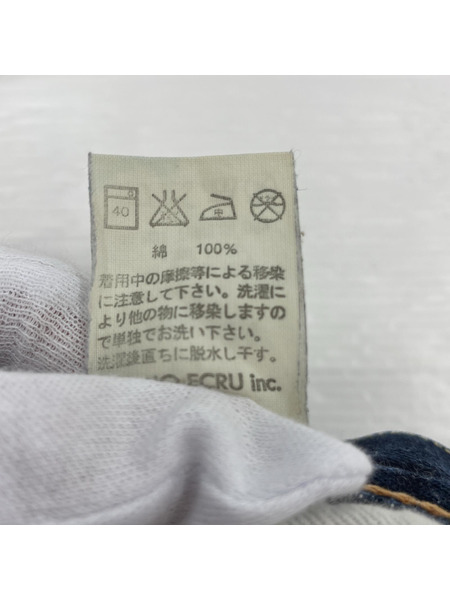 40
中
綿 100%
着用中の摩擦等による移染
に注意して下さい。洗濯に
より他の物に移染しますの
で単独でお洗い下さい。
洗濯後直ちに脱水し干す。
ECRU inc.